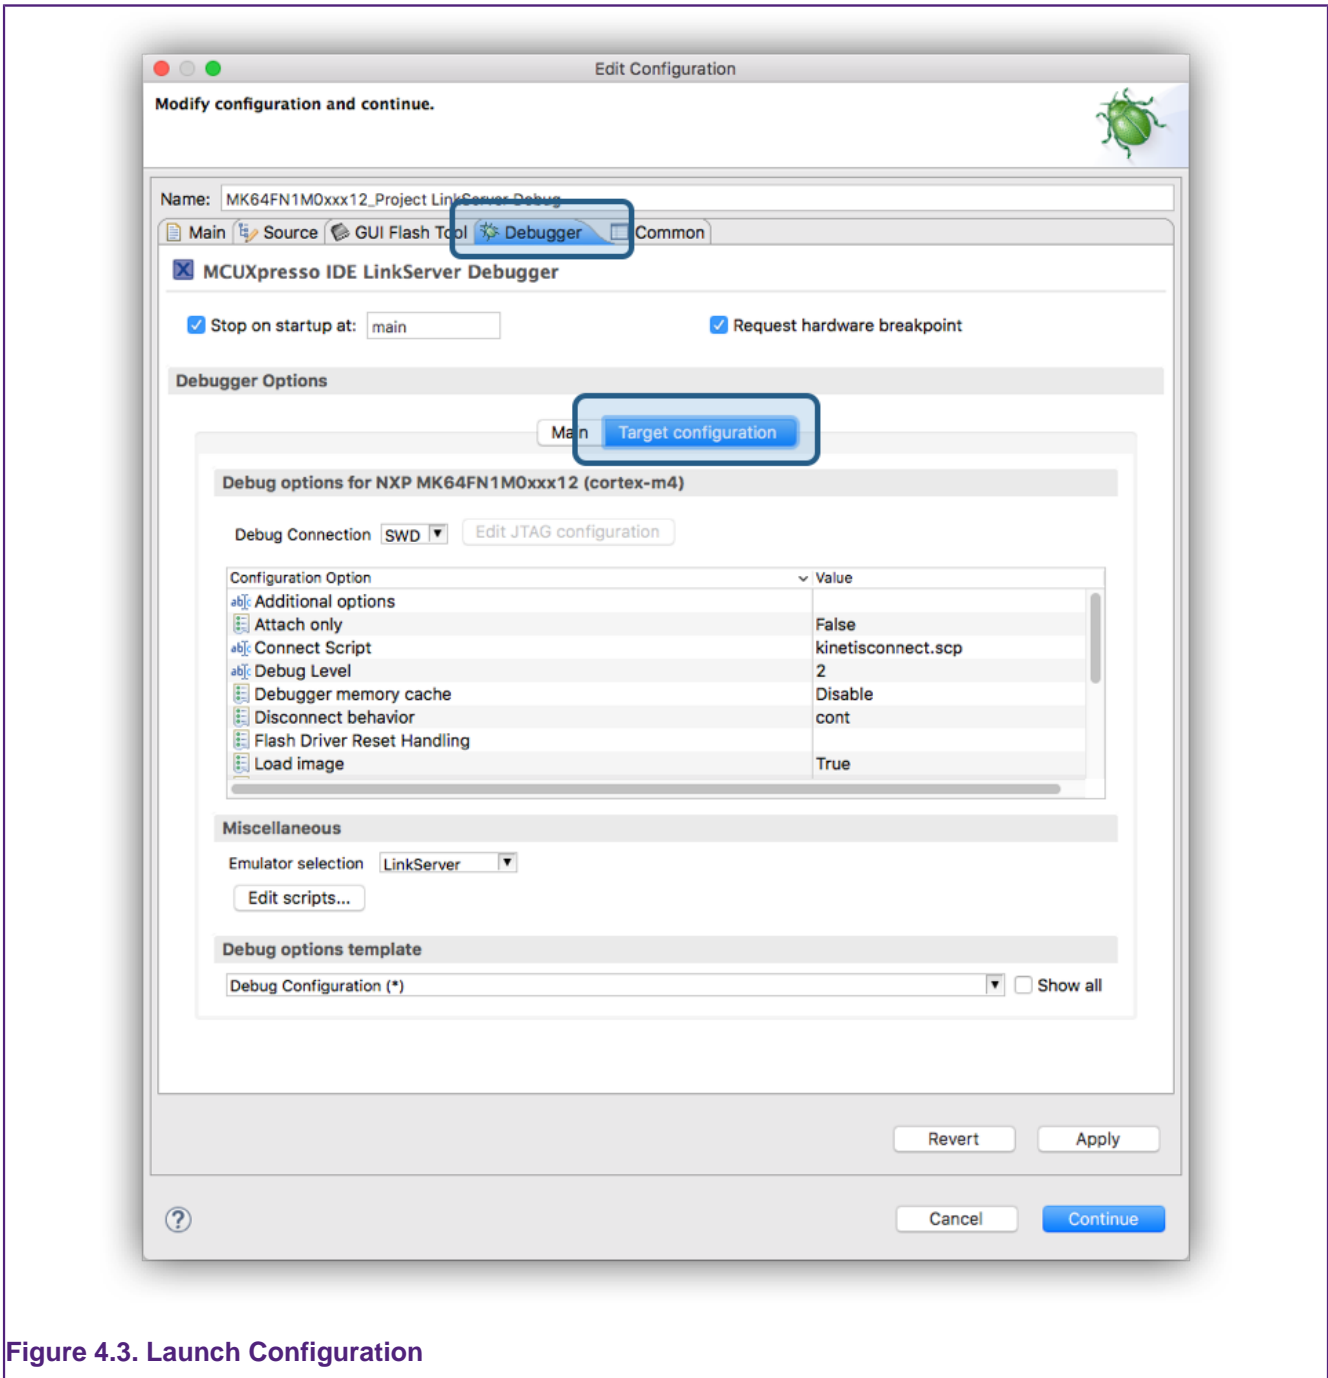 Edit Configuration
Modify configuration and continue.
Name: MK64FN1M0xxx12_Project LinkServer Debug
Main Source GUI Flash Tool Debugger Common
MCUXpresso IDE LinkServer Debugger
Stop on startup at: main Request hardware breakpoint
Debugger Options
Main Target configuration
Debug options for NXP MK64FN1M0xxx12 (cortex-m4)
Debug Connection SWD Edit JTAG configuration
Configuration Option Value
Additional options
Attach only False
Connect Script kinetisconnect.scp
Debug Level 2
Debugger memory cache Disable
Disconnect behavior cont
Flash Driver Reset Handling
Load image True
Miscellaneous
Emulator selection LinkServer
Edit scripts...
Debug options template
Debug Configuration (*) Show all
Revert Apply
? Cancel Continue
Figure 4.3. Launch Configuration